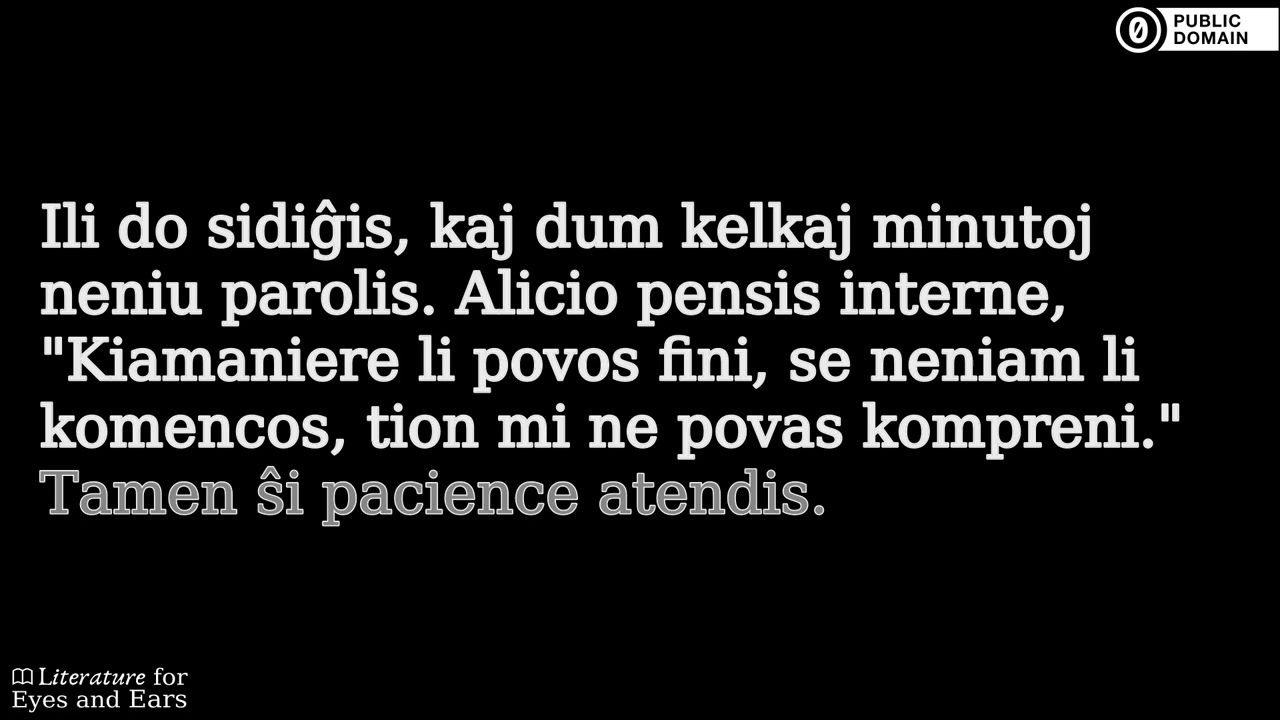 PUBLIC
DOMAIN
Ili do sidiĝis, kaj dum kelkaj minutoj
neniu parolis. Alicio pensis interne,
"Kiamaniere li povos fini, se neniam li
komencos, tion mi ne povas kompreni."
Tamen ŝi pacience atendis.
Literature for
Eyes and Ears